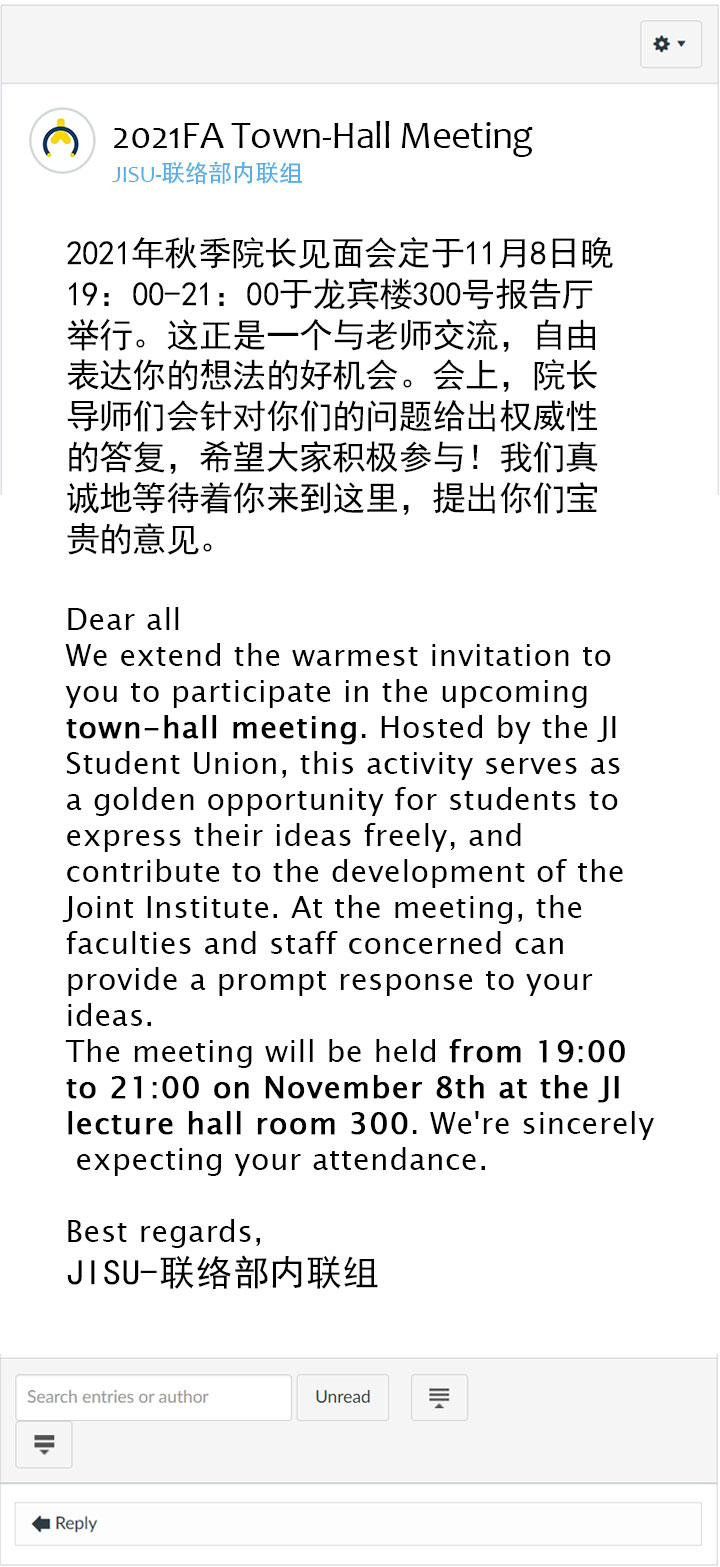 2021FA Town-Hall Meeting
JISU-联络部内联组
2021年秋季院长见面会定于11月8日晚
19：00-21：00于龙宾楼300号报告厅
举行。这正是一个与老师交流，自由
表达你的想法的好机会。会上，院长
导师们会针对你们的问题给出权威性
的答复，希望大家积极参与！我们真
诚地等待着你来到这里，提出你们宝
贵的意见。
Dear all
We extend the warmest invitation to
you to participate in the upcoming
town-hall meeting. Hosted by the JI
Student Union, this activity serves as
a golden opportunity for students to
express their ideas freely, and
contribute to the development of the
Joint Institute. At the meeting, the
faculties and staff concerned can
provide a prompt response to your
ideas.
The meeting will be held from 19:00
to 21:00 on November 8th at the JI
lecture hall room 300. We're sincerely
expecting your attendance.
Best regards,
JISU-联络部内联组
Search entries or author
Unread
Reply